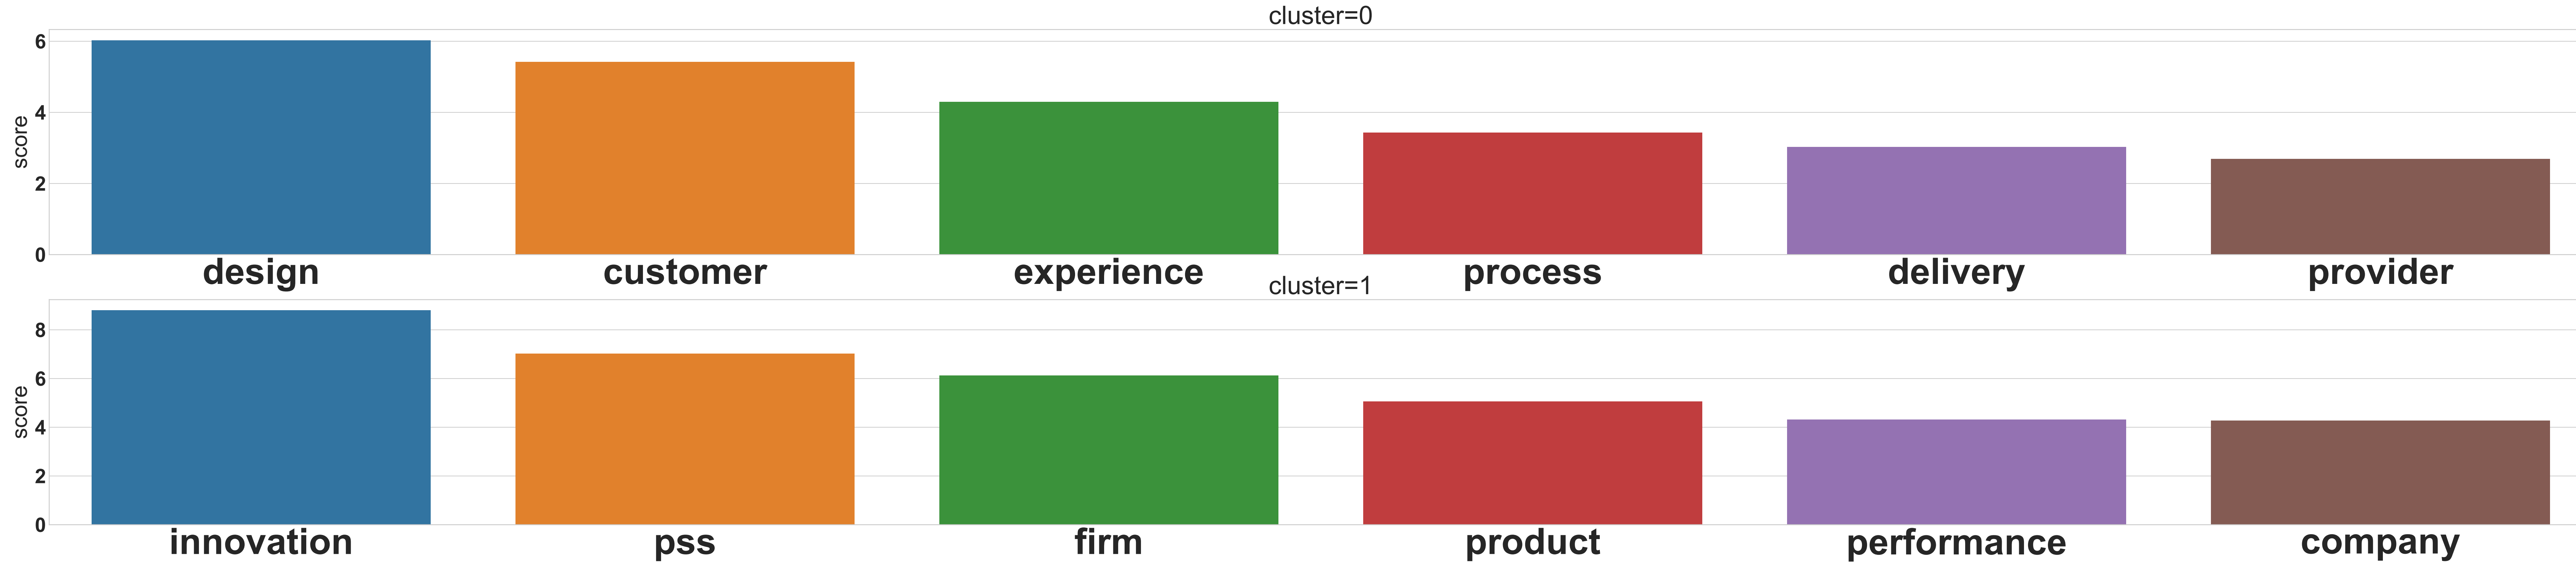 cluster=0
score
6
4
2
0
design customer experience process delivery provider
cluster=1
score
8
6
4
2
0
innovation pss firm product performance company